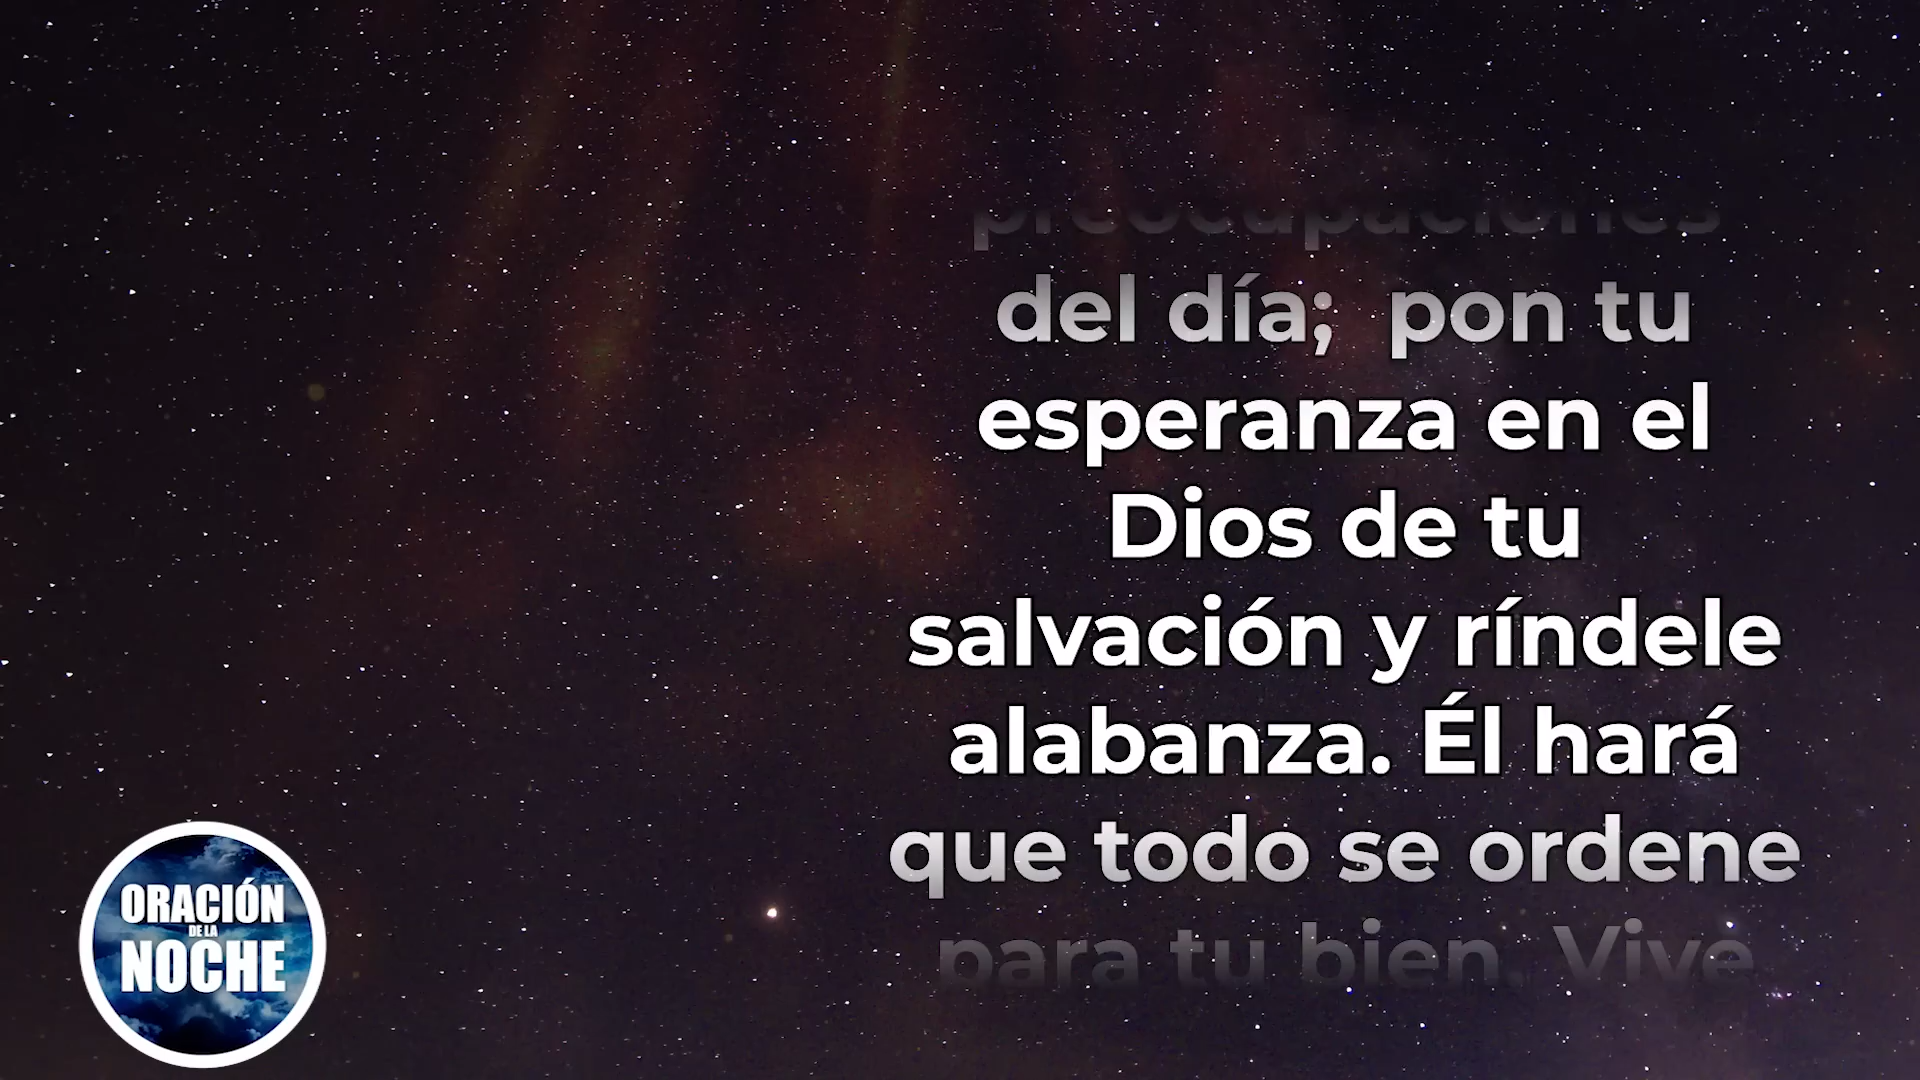 preocupaciones
del día;  pon tu
esperanza en el
Dios de tu
salvación y ríndele
alabanza. Él hará
que todo se ordene
para tu bien. Vive
ORACIÓN
DE LA
NOCHE